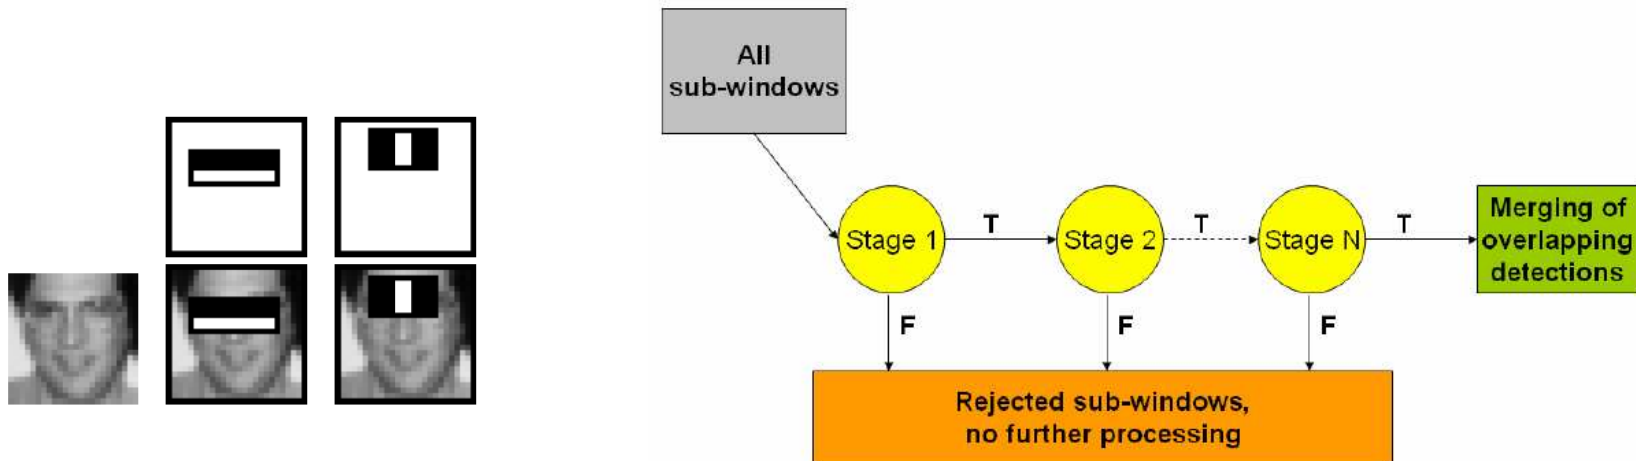 All
sub-windows
Stage 1
T
Stage 2
T
Stage N
T
Merging of
overlapping
detections
F
F
F
Rejected sub-windows,
no further processing